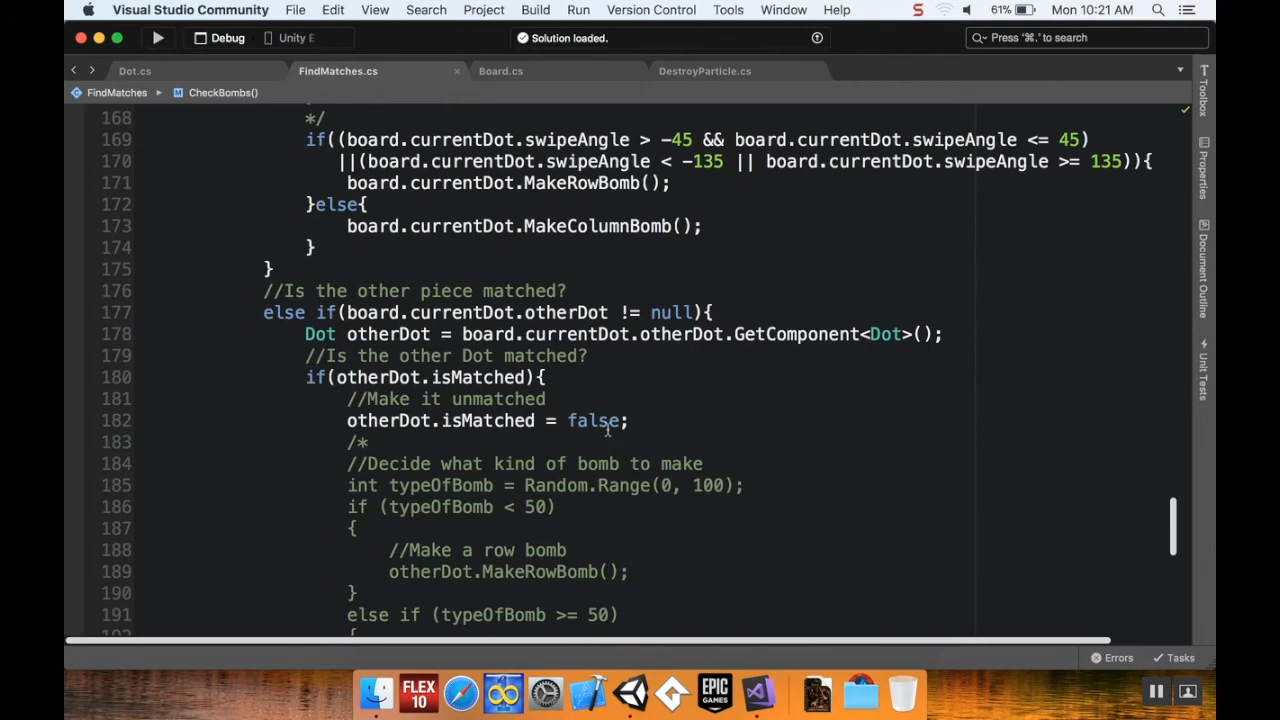 Visual Studio Community File Edit View Search Project Build Run Version Control Tools Window Help S 61% Mon 10:21 AM
Debug Unity E Solution loaded. Press '⌘.' to search
Dot.cs FindMatches.cs × Board.cs DestroyParticle.cs
FindMatches ▸ M CheckBombs()
168 */
169 if((board.currentDot.swipeAngle > -45 && board.currentDot.swipeAngle <= 45)
170 ||(board.currentDot.swipeAngle < -135 || board.currentDot.swipeAngle >= 135)){
171 board.currentDot.MakeRowBomb();
172 }else{
173 board.currentDot.MakeColumnBomb();
174 }
175 }
176 //Is the other piece matched?
177 else if(board.currentDot.otherDot != null){
178 Dot otherDot = board.currentDot.otherDot.GetComponent<Dot>();
179 //Is the other Dot matched?
180 if(otherDot.isMatched){
181 //Make it unmatched
182 otherDot.isMatched = false;
183 /*
184 //Decide what kind of bomb to make
185 int typeOfBomb = Random.Range(0, 100);
186 if (typeOfBomb < 50)
187 {
188 //Make a row bomb
189 otherDot.MakeRowBomb();
190 }
191 else if (typeOfBomb >= 50)
192 {
Toolbox
Properties
Document Outline
Unit Tests
Errors Tasks
FLEX 10
EPIC GAMES